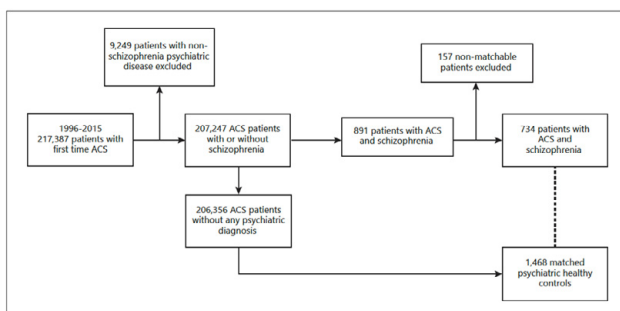 9,249 patients with non-
schizophrenia psychiatric
disease excluded
157 non-matchable
patients excluded
1996-2015
217,387 patients with
first time ACS
207,247 ACS patients
with or without
schizophrenia
891 patients with ACS
and schizophrenia
734 patients with
ACS and
schizophrenia
206,356 ACS patients
without any psychiatric
diagnosis
1,468 matched
psychiatric healthy
controls